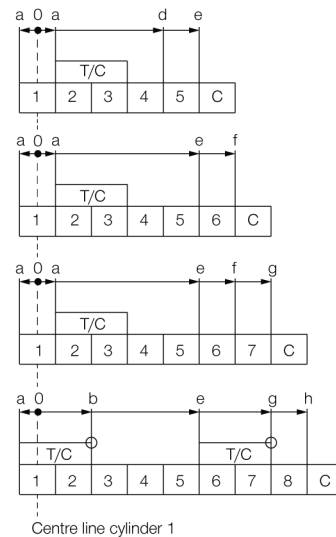 a 0 a d e
T/C
1 2 3 4 5 C
a 0 a e f
T/C
1 2 3 4 5 6 C
a 0 a e f g
T/C
1 2 3 4 5 6 7 C
a 0 b e g h
T/C T/C
1 2 3 4 5 6 7 8 C
Centre line cylinder 1